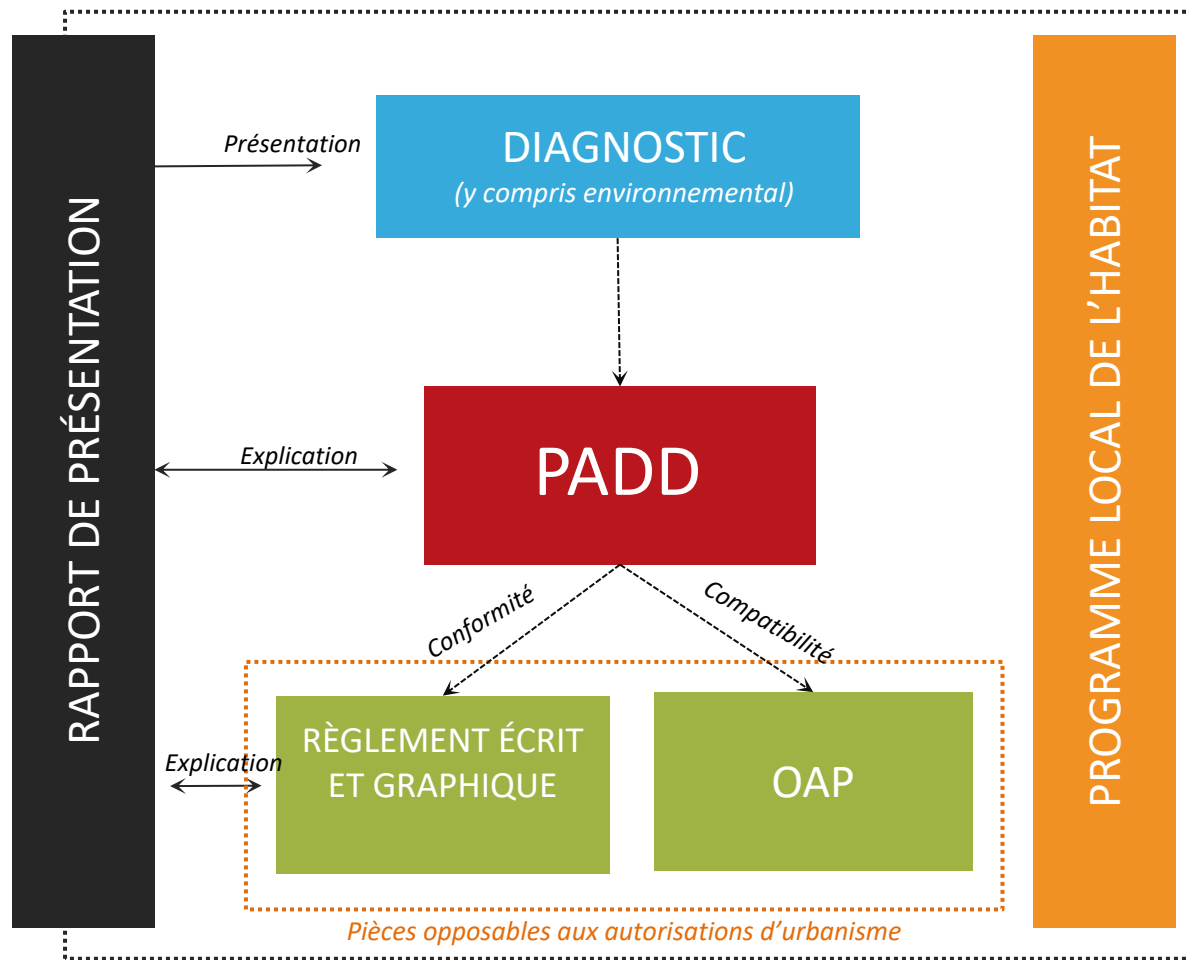 RAPPORT DE PRÉSENTATION
Présentation
DIAGNOSTIC
(y compris environnemental)
Explication
PADD
Conformité
Compatibilité
Explication
RÈGLEMENT ÉCRIT
ET GRAPHIQUE
OAP
Pièces opposables aux autorisations d’urbanisme
PROGRAMME LOCAL DE L’HABITAT